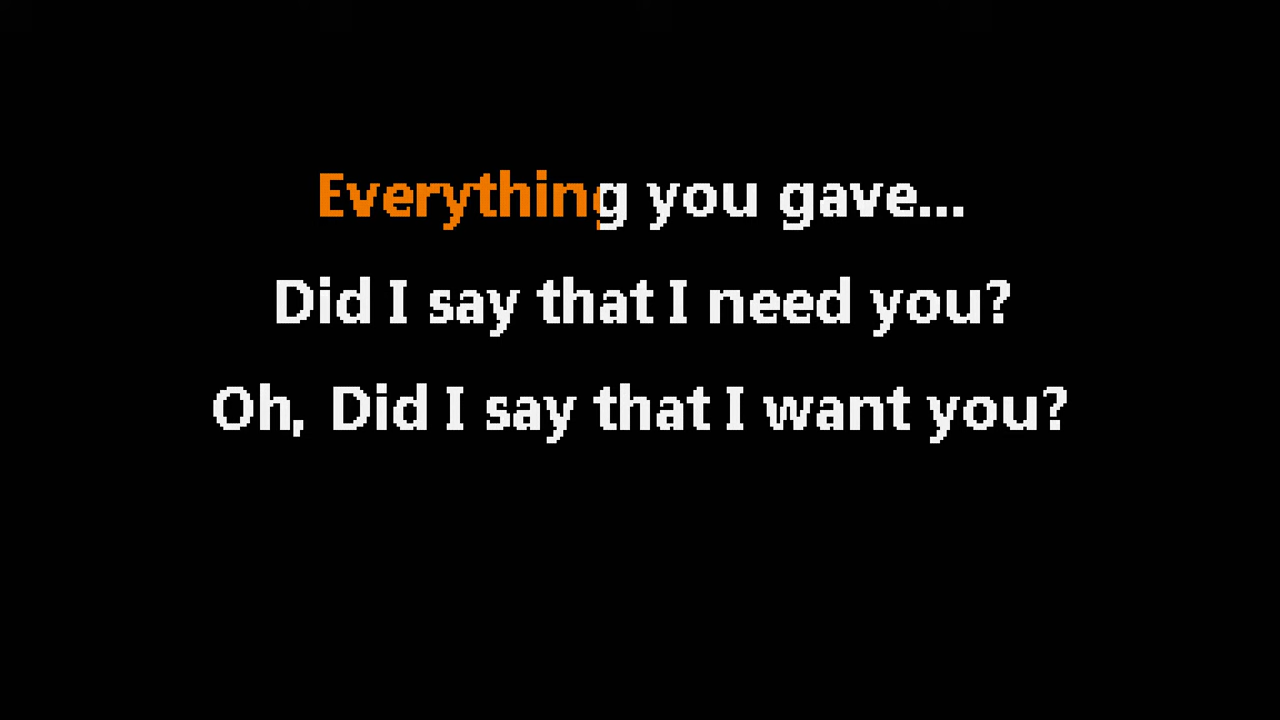 Everything you gave...
Did I say that I need you?
Oh, Did I say that I want you?